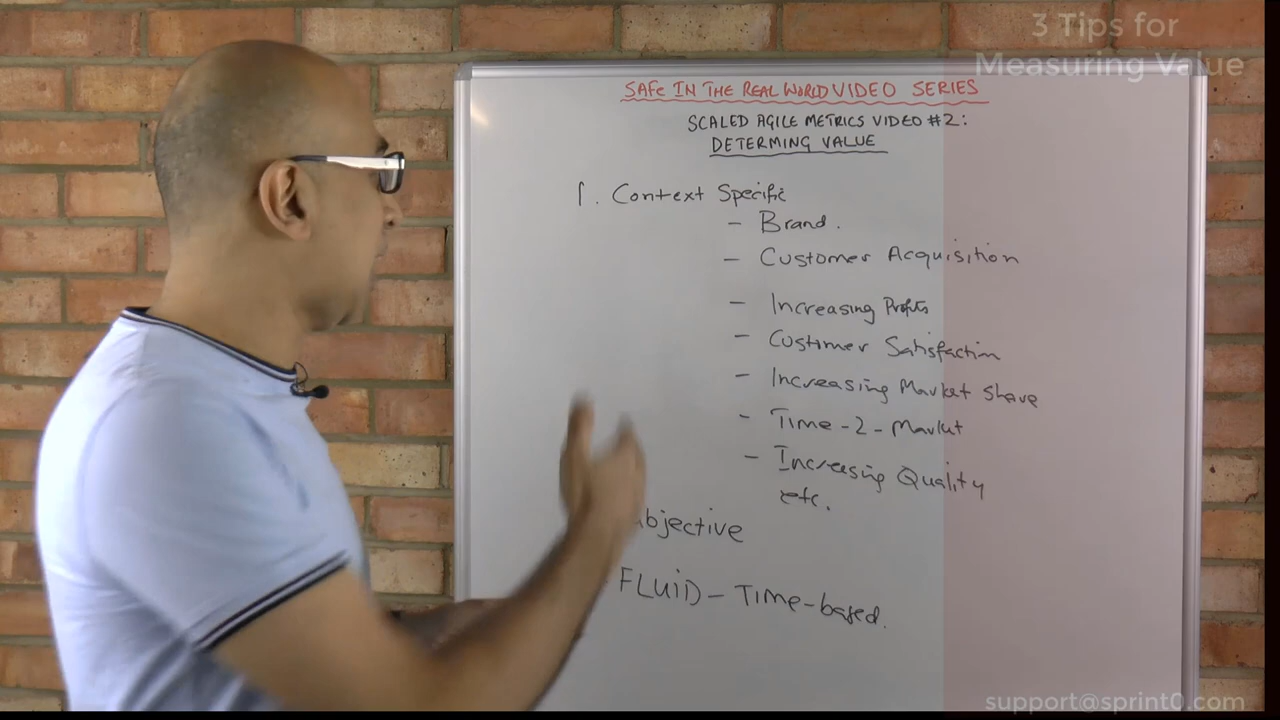 3 Tips for
Measuring Value
SAFe IN THE REAL WORLD VIDEO SERIES
SCALED AGILE METRICS VIDEO #2:
DETERMING VALUE
1. Context Specific
- Brand.
- Customer Acquisition
- Increasing Profits
- Customer Satisfaction
- Increasing Market Share
- Time-2-Market
- Increasing Quality
etc.
bjective
FLUiD - Time-based.
support@sprint0.com